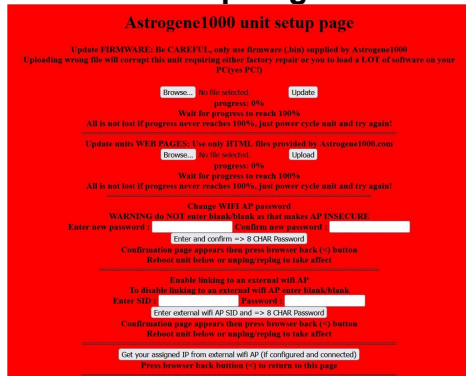 Astrogene1000 unit setup page
Update FIRMWARE: Be CAREFUL, only use firmware (.bin) supplied by Astrogene1000
Uploading wrong file will corrupt this unit requiring either factory repair or you to load a LOT of software on your
PC(yes PC!)
Browse... No file selected. Update
progress: 0%
Wait for progress to reach 100%
All is not lost if progress never reaches 100%, just power cycle unit and try again!
Update units WEB PAGES: Use only HTML files provided by Astrogene1000.com
Browse... No file selected. Upload
progress: 0%
Wait for progress to reach 100%
All is not lost if progress never reaches 100%, just power cycle unit and try again!
Change WIFI AP password
WARNING do NOT enter blank/blank as that makes AP INSECURE
Enter new password : Confirm new password :
Enter and confirm => 8 CHAR Password
Confirmation page appears then press browser back (<) button
Reboot unit below or unplug/replug to take affect
Enable linking to an external wifi AP
To disable linking to an external wifi AP enter blank/blank
Enter SID : Password :
Enter external wifi AP SID and => 8 CHAR Password
Confirmation page appears then press browser back (<) button
Reboot unit below or unplug/replug to take affect
Get your assigned IP from external wifi AP (if configured and connected)
Press browser back buttion (<) to return to this page